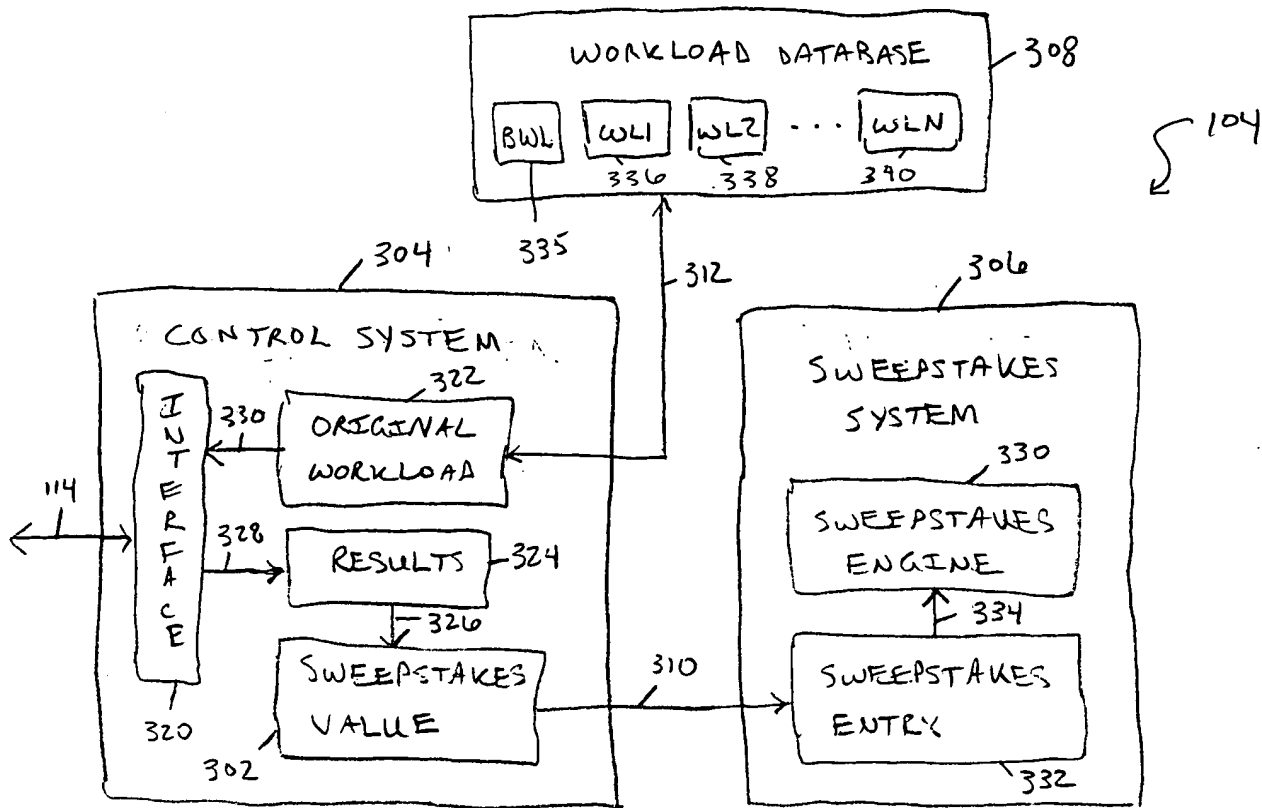 WORKLOAD DATABASE
308
BWL
WL1
WL2
...
WLN
336
338
340
104
335
304
312
306
CONTROL SYSTEM
SWEEPSTAKES
SYSTEM
322
INTERFACE
330
ORIGINAL
WORKLOAD
330
114
SWEEPSTAKES
ENGINE
328
RESULTS
324
326
334
SWEEPSTAKES
VALUE
310
SWEEPSTAKES
ENTRY
320
302
332